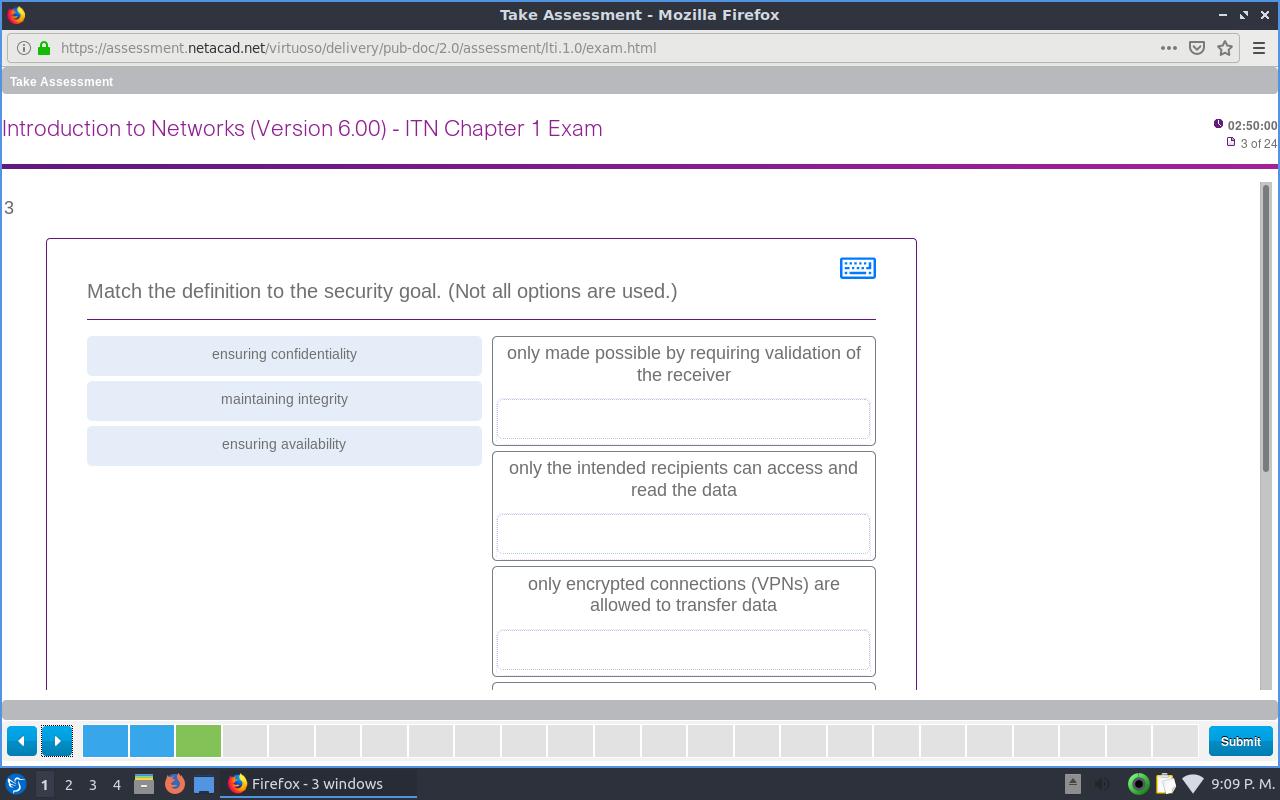 Take Assessment - Mozilla Firefox
https://assessment.netacad.net/virtuoso/delivery/pub-doc/2.0/assessment/lti.1.0/exam.html
Take Assessment
Introduction to Networks (Version 6.00) - ITN Chapter 1 Exam
02:50:00
3 of 24
3
Match the definition to the security goal. (Not all options are used.)
ensuring confidentiality
maintaining integrity
ensuring availability
only made possible by requiring validation of
the receiver
only the intended recipients can access and
read the data
only encrypted connections (VPNs) are
allowed to transfer data
Submit
1 2 3 4 Firefox - 3 windows 9:09 P. M.